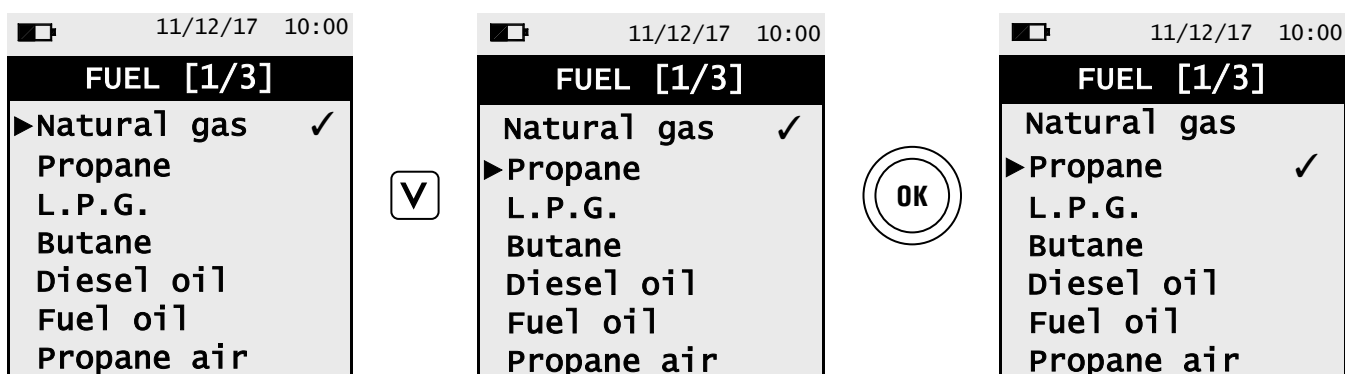 11/12/17 10:00
FUEL [1/3]
▶Natural gas ✓
Propane
L.P.G.
Butane
Diesel oil
Fuel oil
Propane air
V
11/12/17 10:00
FUEL [1/3]
Natural gas ✓
▶Propane
L.P.G.
Butane
Diesel oil
Fuel oil
Propane air
OK
11/12/17 10:00
FUEL [1/3]
Natural gas
▶Propane ✓
L.P.G.
Butane
Diesel oil
Fuel oil
Propane air